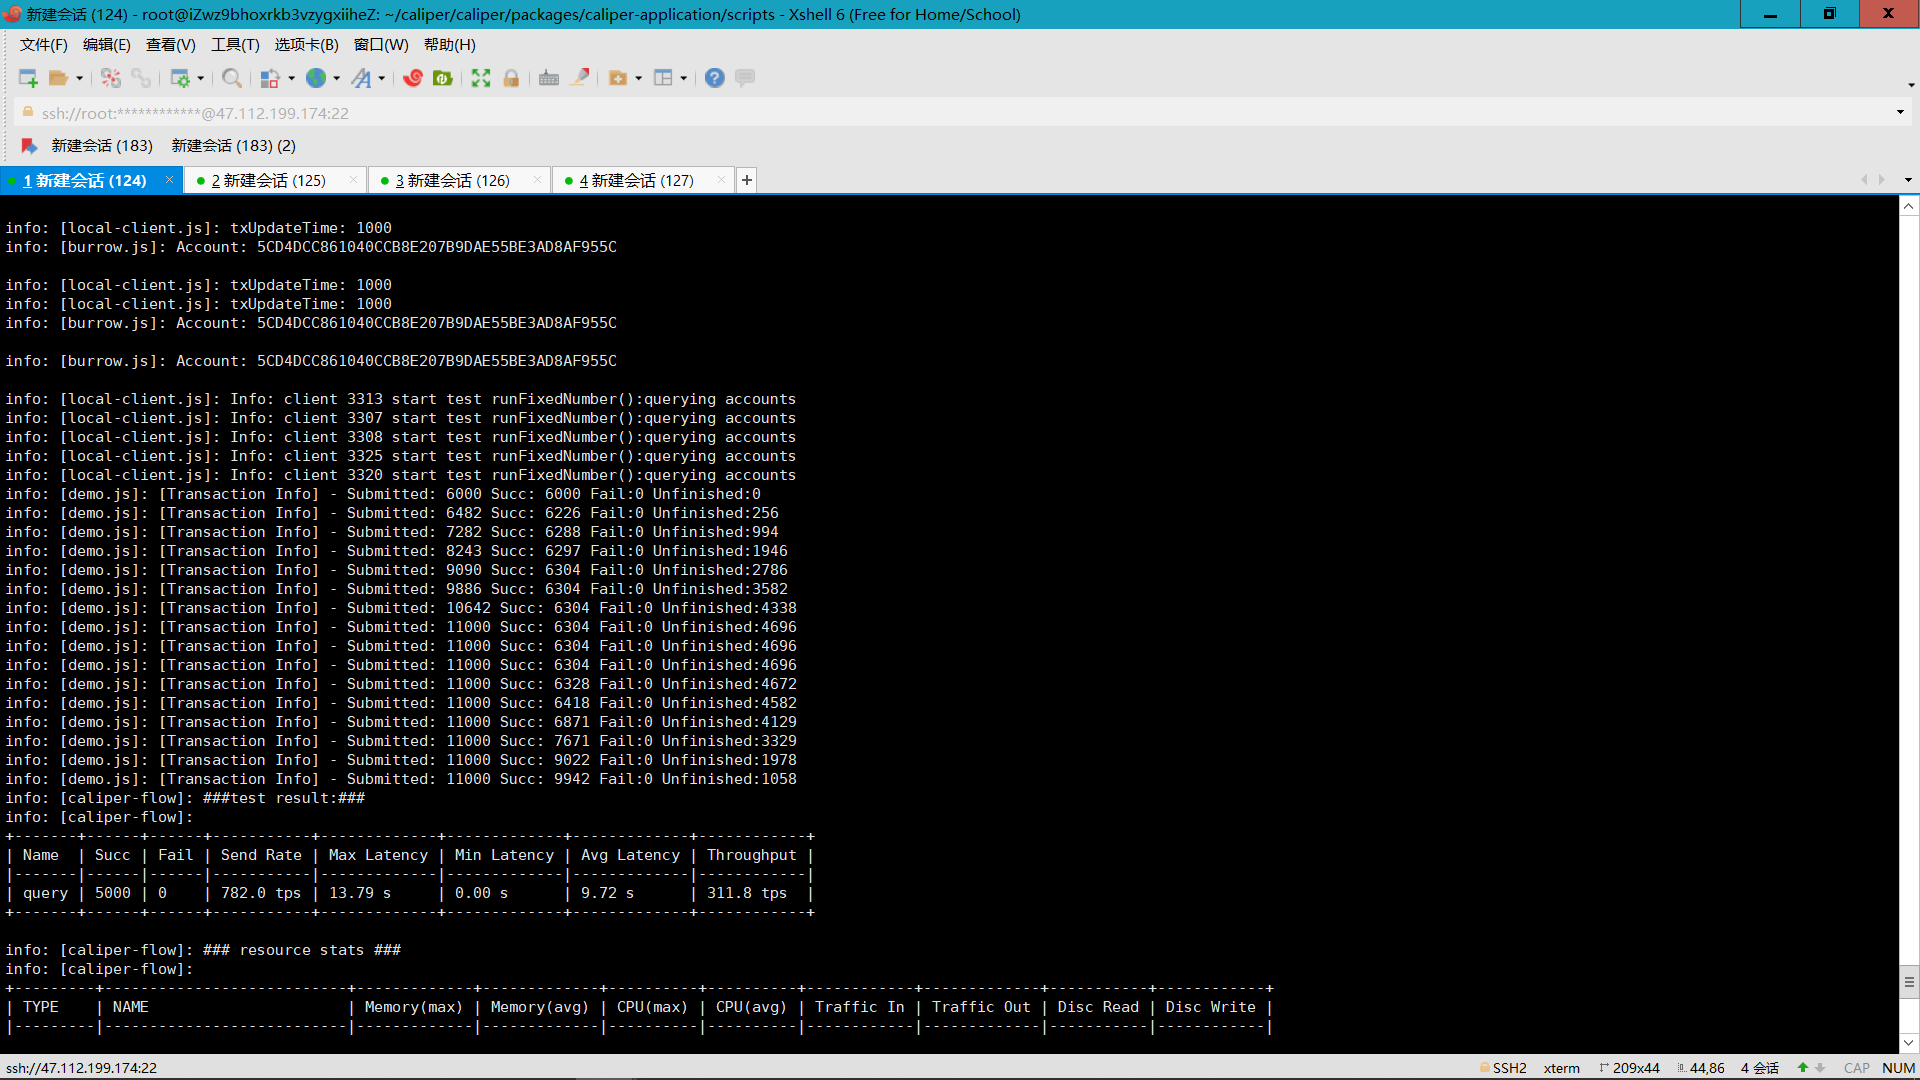 新建会话 (124) - root@iZwz9bhoxrkb3vzygxiiheZ: ~/caliper/caliper/packages/caliper-application/scripts - Xshell 6 (Free for Home/School)
文件(F) 编辑(E) 查看(V) 工具(T) 选项卡(B) 窗口(W) 帮助(H)
ssh://root:************@47.112.199.174:22
新建会话 (183) 新建会话 (183) (2)
1 新建会话 (124) × 2 新建会话 (125) × 3 新建会话 (126) × 4 新建会话 (127) × +
info: [local-client.js]: txUpdateTime: 1000
info: [burrow.js]: Account: 5CD4DCC861040CCB8E207B9DAE55BE3AD8AF955C
info: [local-client.js]: txUpdateTime: 1000
info: [local-client.js]: txUpdateTime: 1000
info: [burrow.js]: Account: 5CD4DCC861040CCB8E207B9DAE55BE3AD8AF955C
info: [burrow.js]: Account: 5CD4DCC861040CCB8E207B9DAE55BE3AD8AF955C
info: [local-client.js]: Info: client 3313 start test runFixedNumber():querying accounts
info: [local-client.js]: Info: client 3307 start test runFixedNumber():querying accounts
info: [local-client.js]: Info: client 3308 start test runFixedNumber():querying accounts
info: [local-client.js]: Info: client 3325 start test runFixedNumber():querying accounts
info: [local-client.js]: Info: client 3320 start test runFixedNumber():querying accounts
info: [demo.js]: [Transaction Info] - Submitted: 6000 Succ: 6000 Fail:0 Unfinished:0
info: [demo.js]: [Transaction Info] - Submitted: 6482 Succ: 6226 Fail:0 Unfinished:256
info: [demo.js]: [Transaction Info] - Submitted: 7282 Succ: 6288 Fail:0 Unfinished:994
info: [demo.js]: [Transaction Info] - Submitted: 8243 Succ: 6297 Fail:0 Unfinished:1946
info: [demo.js]: [Transaction Info] - Submitted: 9090 Succ: 6304 Fail:0 Unfinished:2786
info: [demo.js]: [Transaction Info] - Submitted: 9886 Succ: 6304 Fail:0 Unfinished:3582
info: [demo.js]: [Transaction Info] - Submitted: 10642 Succ: 6304 Fail:0 Unfinished:4338
info: [demo.js]: [Transaction Info] - Submitted: 11000 Succ: 6304 Fail:0 Unfinished:4696
info: [demo.js]: [Transaction Info] - Submitted: 11000 Succ: 6304 Fail:0 Unfinished:4696
info: [demo.js]: [Transaction Info] - Submitted: 11000 Succ: 6304 Fail:0 Unfinished:4696
info: [demo.js]: [Transaction Info] - Submitted: 11000 Succ: 6328 Fail:0 Unfinished:4672
info: [demo.js]: [Transaction Info] - Submitted: 11000 Succ: 6418 Fail:0 Unfinished:4582
info: [demo.js]: [Transaction Info] - Submitted: 11000 Succ: 6871 Fail:0 Unfinished:4129
info: [demo.js]: [Transaction Info] - Submitted: 11000 Succ: 7671 Fail:0 Unfinished:3329
info: [demo.js]: [Transaction Info] - Submitted: 11000 Succ: 9022 Fail:0 Unfinished:1978
info: [demo.js]: [Transaction Info] - Submitted: 11000 Succ: 9942 Fail:0 Unfinished:1058
info: [caliper-flow]: ###test result:###
info: [caliper-flow]:
+-------+------+------+-----------+-------------+-------------+-------------+------------+
| Name  | Succ | Fail | Send Rate | Max Latency | Min Latency | Avg Latency | Throughput |
|-------|------|------|-----------|-------------|-------------|-------------|------------|
| query | 5000 | 0    | 782.0 tps | 13.79 s     | 0.00 s      | 9.72 s      | 311.8 tps  |
+-------+------+------+-----------+-------------+-------------+-------------+------------+
info: [caliper-flow]: ### resource stats ###
info: [caliper-flow]:
+---------+---------------------------+-------------+-------------+----------+----------+------------+-------------+-----------+------------+
| TYPE    | NAME                      | Memory(max) | Memory(avg) | CPU(max) | CPU(avg) | Traffic In | Traffic Out | Disc Read | Disc Write |
|---------|---------------------------|-------------|-------------|----------|----------|------------|-------------|-----------|------------|
ssh://47.112.199.174:22 SSH2 xterm 209x44 44,86 4 会话 CAP NUM